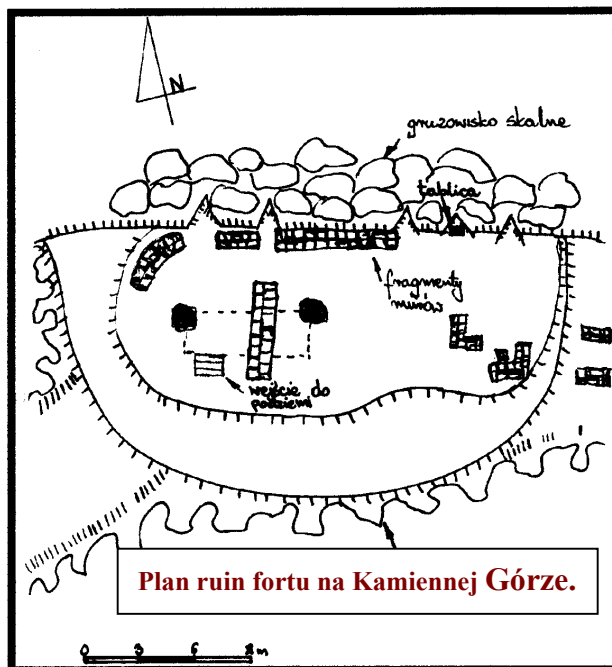 N
gruzowisko skalne
tablica
fragmenty
murów
wejście do
podziemi
Plan ruin fortu na Kamiennej Górze.
0 3 6 9 m